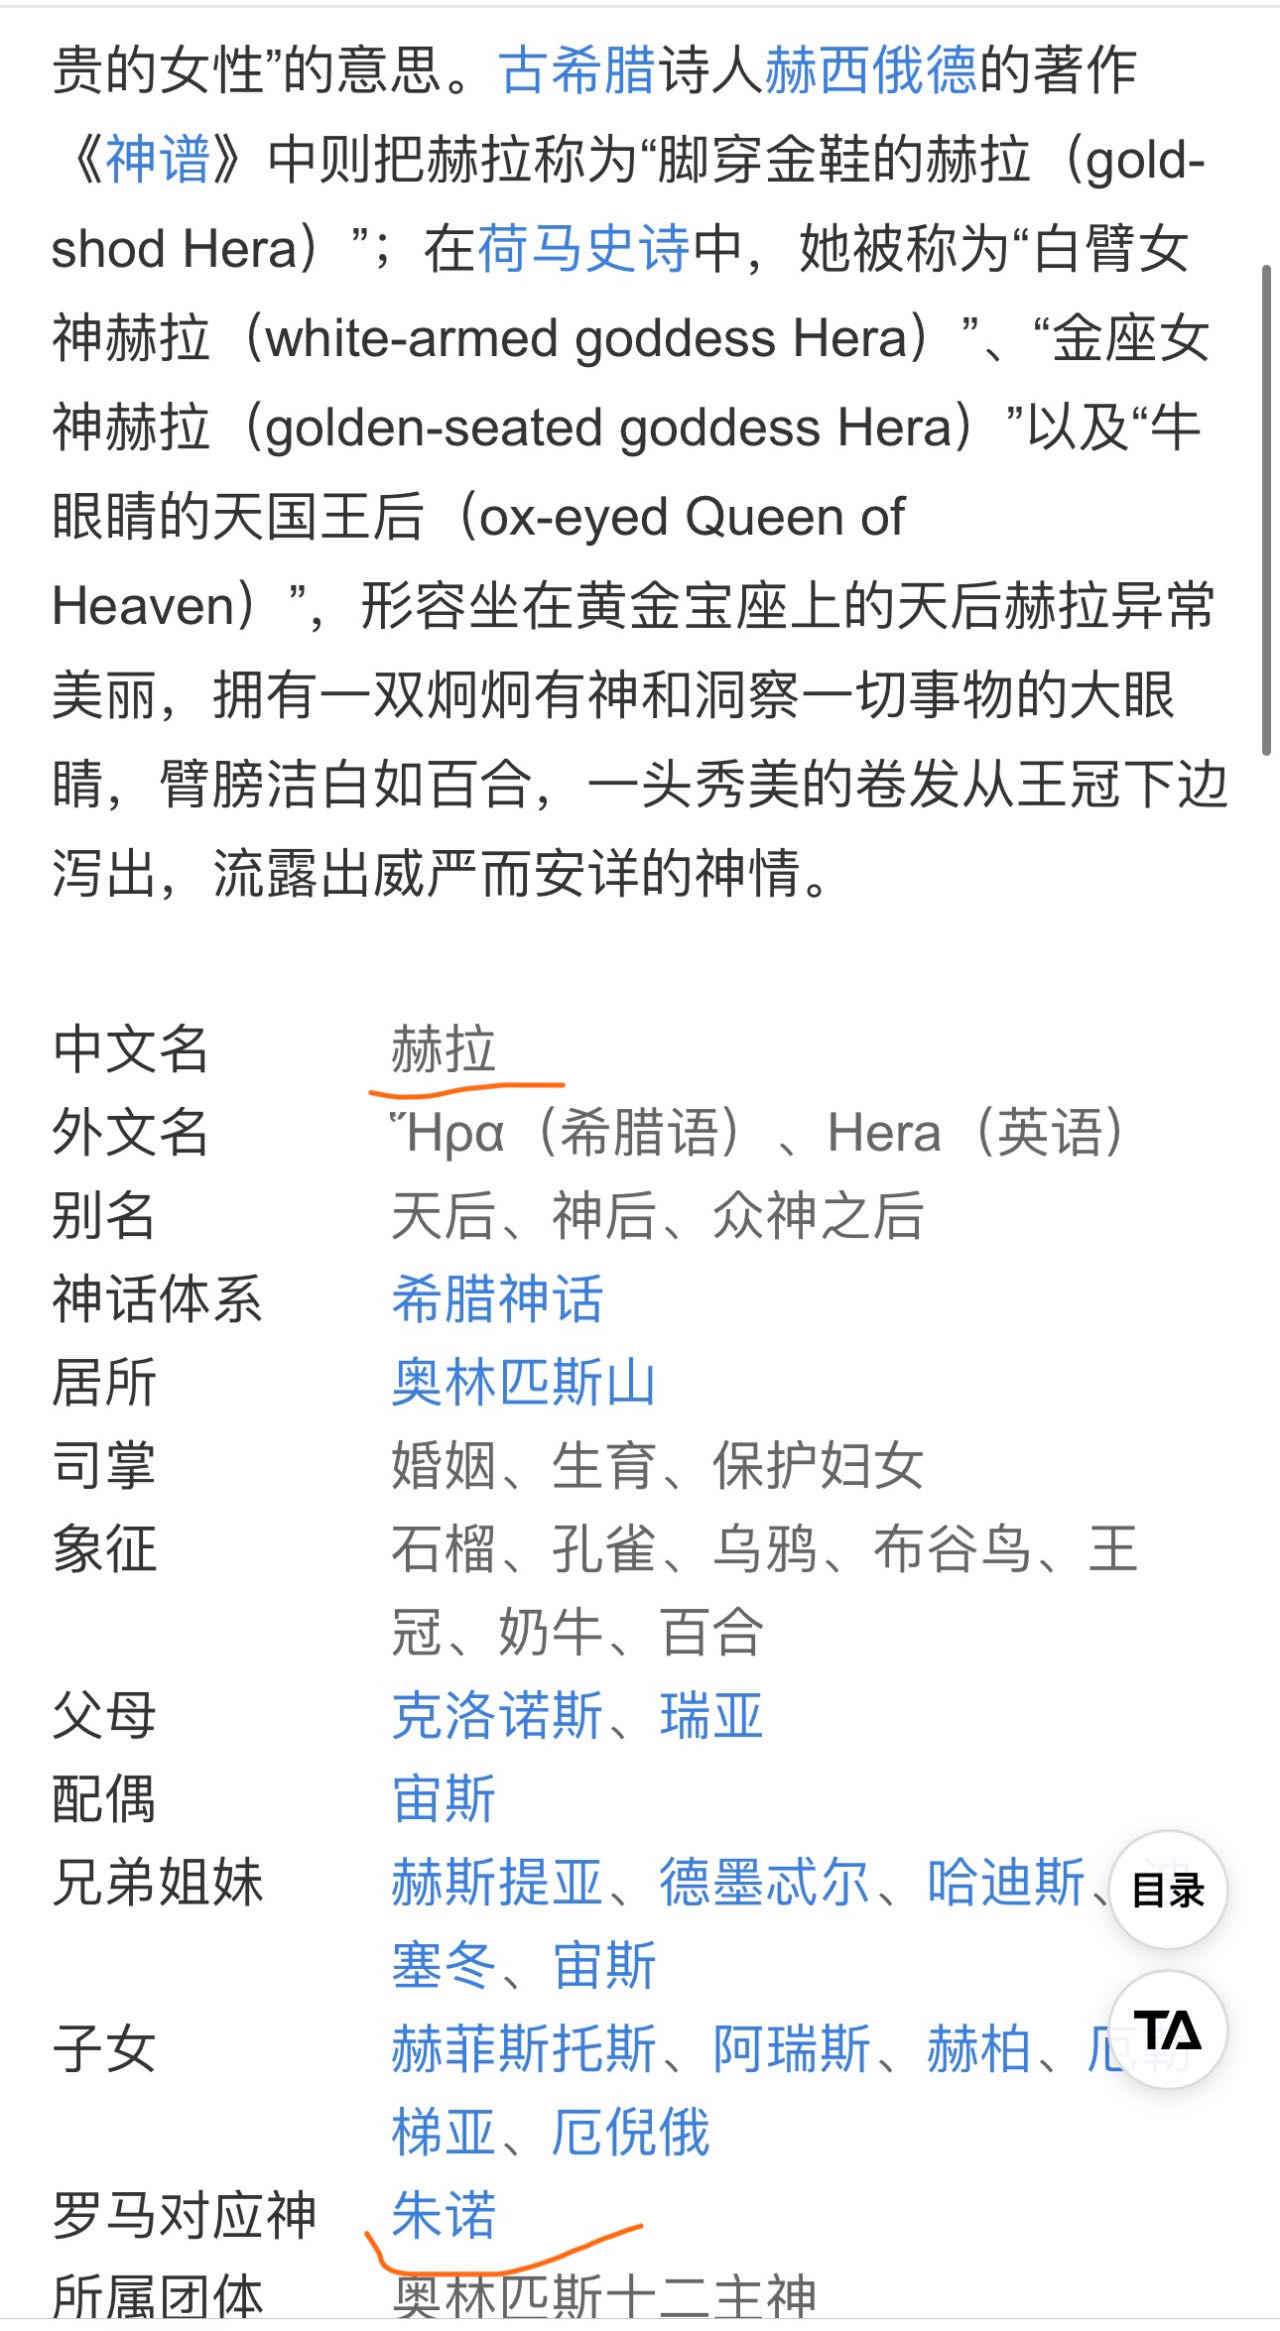 贵的女性”的意思。古希腊诗人赫西俄德的著作
《神谱》中则把赫拉称为“脚穿金鞋的赫拉（gold-
shod Hera）”；在荷马史诗中，她被称为“白臂女
神赫拉（white-armed goddess Hera）”、“金座女
神赫拉（golden-seated goddess Hera）”以及“牛
眼睛的天国王后（ox-eyed Queen of
Heaven）”，形容坐在黄金宝座上的天后赫拉异常
美丽，拥有一双炯炯有神和洞察一切事物的大眼
睛，臂膀洁白如百合，一头秀美的卷发从王冠下边
泻出，流露出威严而安详的神情。
中文名 赫拉
外文名 Ἥρα（希腊语）、Hera（英语）
别名 天后、神后、众神之后
神话体系 希腊神话
居所 奥林匹斯山
司掌 婚姻、生育、保护妇女
象征 石榴、孔雀、乌鸦、布谷鸟、王
冠、奶牛、百合
父母 克洛诺斯、瑞亚
配偶 宙斯
兄弟姐妹 赫斯提亚、德墨忒尔、哈迪斯、
目录
塞冬、宙斯
子女 赫菲斯托斯、阿瑞斯、赫柏、厄勒
TA
梯亚、厄倪俄
罗马对应神 朱诺
所属团体 奥林匹斯十二主神